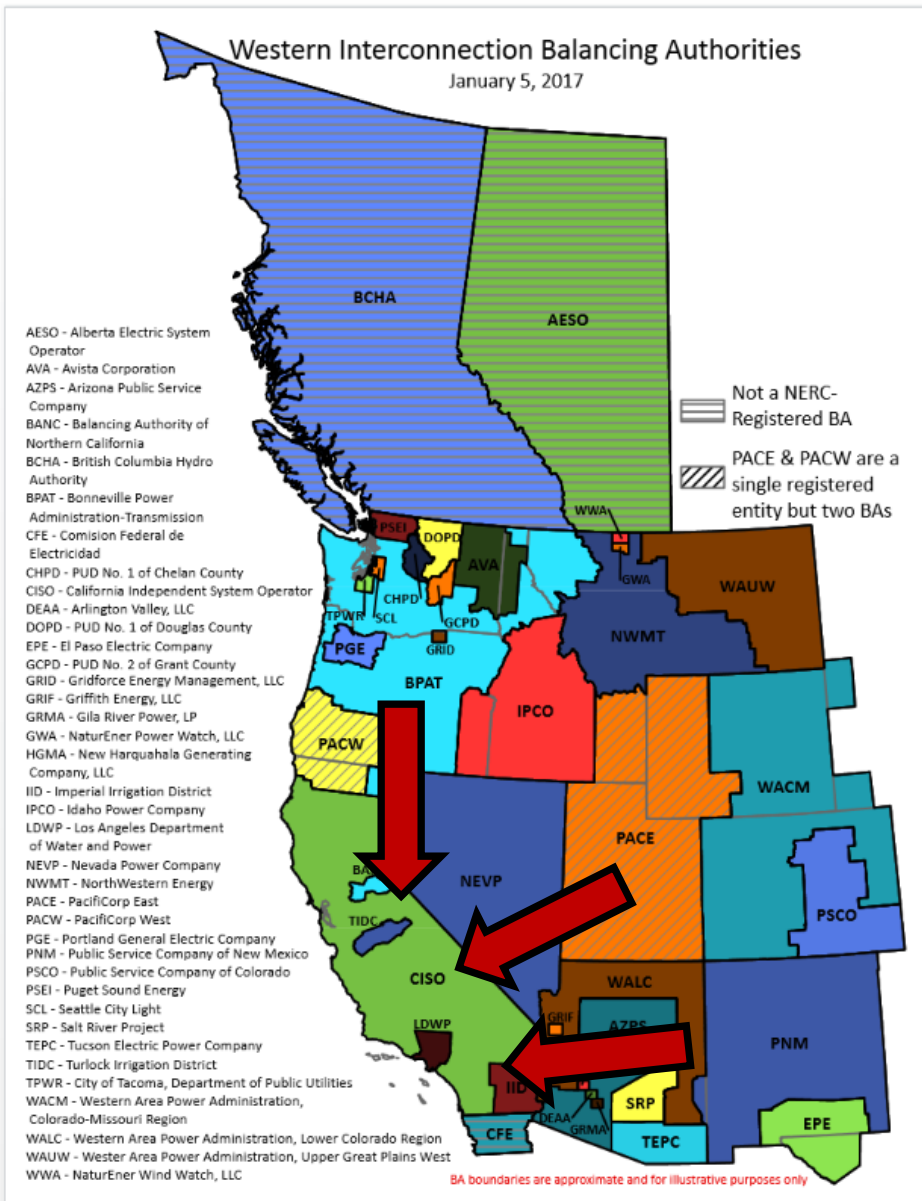 Western Interconnection Balancing Authorities
January 5, 2017
BCHA
AESO
AESO - Alberta Electric System
Operator
AVA - Avista Corporation
AZPS - Arizona Public Service
Company
BANC - Balancing Authority of
Northern California
BCHA - British Columbia Hydro
Authority
BPAT - Bonneville Power
Administration-Transmission
CFE - Comision Federal de
Electricidad
CHPD - PUD No. 1 of Chelan County
CISO - California Independent System Operator
DEAA - Arlington Valley, LLC
DOPD - PUD No. 1 of Douglas County
EPE - El Paso Electric Company
GCPD - PUD No. 2 of Grant County
GRID - Gridforce Energy Management, LLC
GRIF - Griffith Energy, LLC
GRMA - Gila River Power, LP
GWA - NaturEner Power Watch, LLC
HGMA - New Harquahala Generating
Company, LLC
IID - Imperial Irrigation District
IPCO - Idaho Power Company
LDWP - Los Angeles Department
of Water and Power
NEVP - Nevada Power Company
NWMT - NorthWestern Energy
PACE - PacifiCorp East
PACW - PacifiCorp West
PGE - Portland General Electric Company
PNM - Public Service Company of New Mexico
PSCO - Public Service Company of Colorado
PSEI - Puget Sound Energy
SCL - Seattle City Light
SRP - Salt River Project
TEPC - Tucson Electric Power Company
TIDC - Turlock Irrigation District
TPWR - City of Tacoma, Department of Public Utilities
WACM - Western Area Power Administration,
Colorado-Missouri Region
WALC - Western Area Power Administration, Lower Colorado Region
WAUW - Wester Area Power Administration, Upper Great Plains West
WWA - NaturEner Wind Watch, LLC
Not a NERC-
Registered BA
PACE & PACW are a
single registered
entity but two BAs
WWA
PSEI
DOPD
AVA
GWA
WAUW
CHPD
TPWR
SCL
GCPD
NWMT
PGE
GRID
BPAT
IPCO
PACW
WACM
PACE
BA
NEVP
PSCO
TIDC
CISO
WALC
LDWP
GRIF
AZPS
PNM
IID
SRP
DEAA
GRMA
CFE
TEPC
EPE
BA boundaries are approximate and for illustrative purposes only